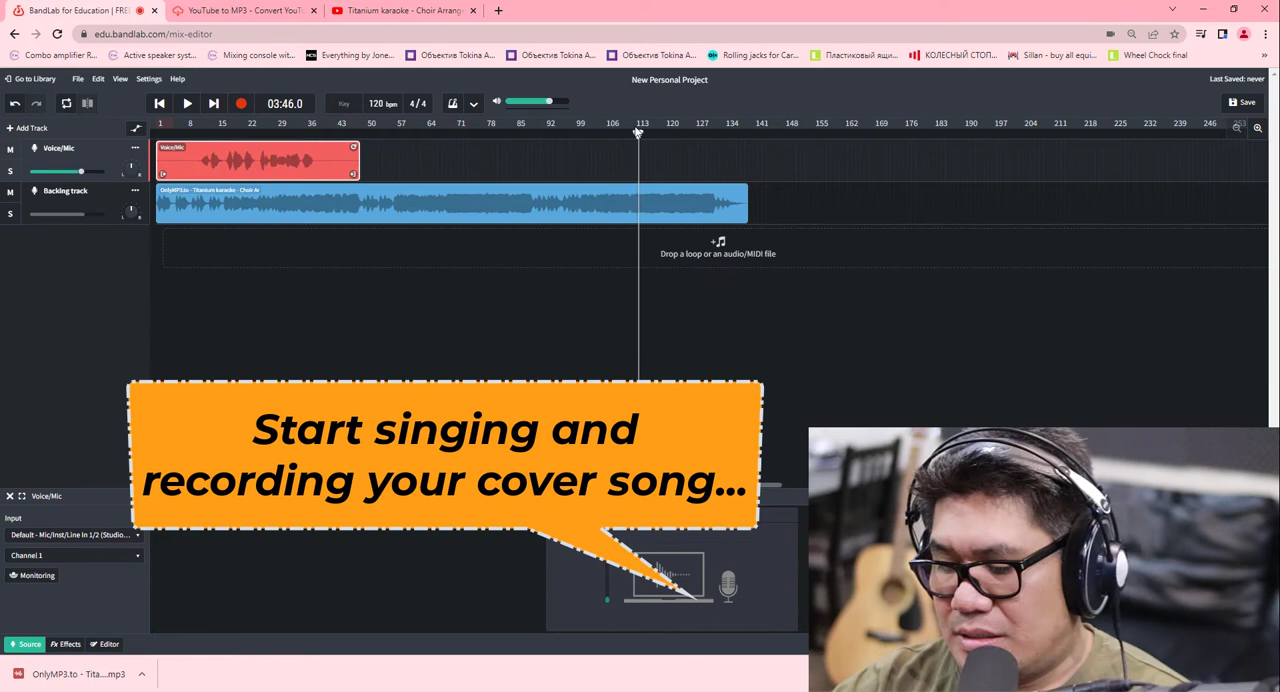 BandLab for Education | FRE
YouTube to MP3 - Convert YouTu
Titanium karaoke - Choir Arrange
edu.bandlab.com/mix-editor
Combo amplifier R...
Active speaker syst...
Mixing console wit...
Everything by Jone...
Объектив Tokina A...
Объектив Tokina A...
Объектив Tokina A...
Rolling jacks for Car...
Пластиковый ящи...
КОЛЕСНЫЙ СТОП...
Sillan - buy all equi...
Wheel Chock final
Go to Library
File
Edit
View
Settings
Help
New Personal Project
Last Saved: never
03:46.0
Key
120 bpm
4 / 4
Save
Add Track
1 8 15 22 29 36 43 50 57 64 71 78 85 92 99 106 113 120 127 134 141 148 155 162 169 176 183 190 197 204 211 218 225 232 239 246 253
M
Voice/Mic
S
L R
Voice/Mic
M
Backing track
S
L R
OnlyMP3.to - Titanium karaoke - Choir Ar
Drop a loop or an audio/MIDI file
Start singing and
recording your cover song...
Voice/Mic
Input
Default - Mic/Inst/Line In 1/2 (Studio...
Channel 1
Monitoring
Source
Fx Effects
Editor
OnlyMP3.to - Tita....mp3